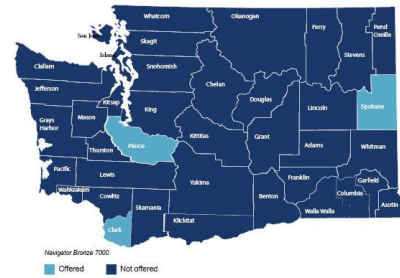 Whatcom
Okanogan
Ferry
Pend
Oreille
San Juan
Skagit
Stevens
Island
Clallam
Snohomish
Chelan
Jefferson
Kitsap
Douglas
Lincoln
Spokane
Grays
Harbor
Mason
King
Kittitas
Grant
Pierce
Adams
Whitman
Thurston
Pacific
Lewis
Yakima
Franklin
Garfield
Wahkiakum
Cowlitz
Columbia
Skamania
Benton
Walla Walla
Asotin
Klickitat
Clark
Navigator Bronze 7000
Offered Not offered